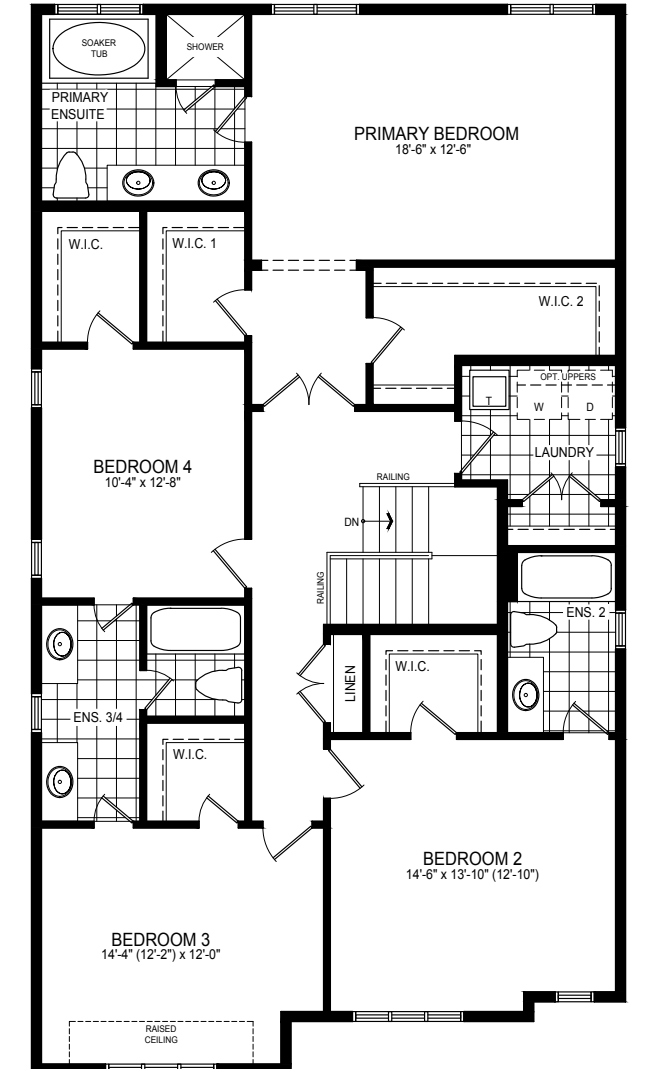 SOAKER
TUB
SHOWER
PRIMARY
ENSUITE
PRIMARY BEDROOM
18'-6" x 12'-6"
W.I.C.
W.I.C. 1
W.I.C. 2
OPT. UPPERS
T
W
D
LAUNDRY
BEDROOM 4
10'-4" x 12'-8"
RAILING
DN
RAILING
ENS. 2
LINEN
W.I.C.
ENS. 3/4
W.I.C.
BEDROOM 2
14'-6" x 13'-10" (12'-10")
BEDROOM 3
14'-4" (12'-2") x 12'-0"
RAISED
CEILING